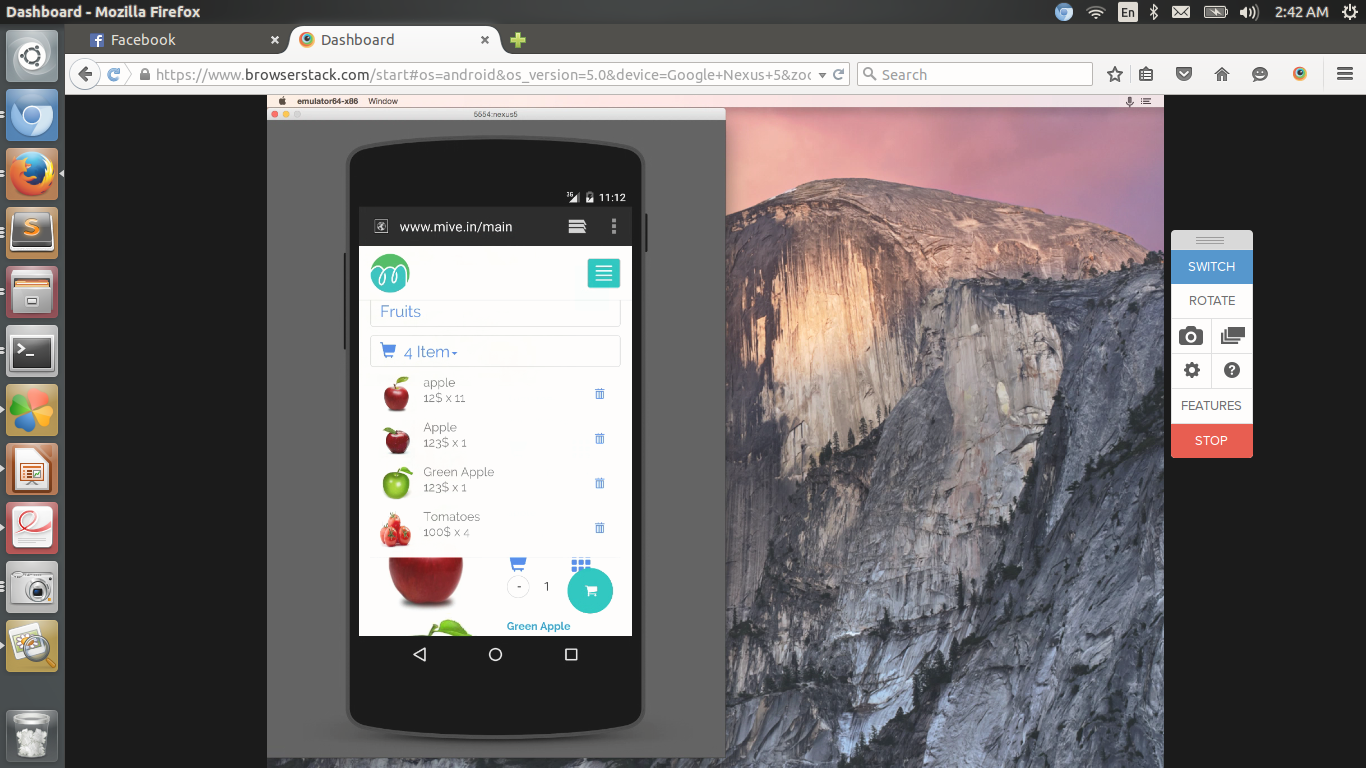 Dashboard - Mozilla Firefox
En
2:42 AM
Facebook
Dashboard
https://www.browserstack.com/start#os=android&os_version=5.0&device=Google+Nexus+5&zoo
Search
emulator64-x86 Window
5554:nexus5
3G
11:12
www.mive.in/main
m
Fruits
4 Item
apple
12$ x 11
Apple
123$ x 1
Green Apple
123$ x 1
Tomatoes
100$ x 4
- 1
Green Apple
SWITCH
ROTATE
FEATURES
STOP